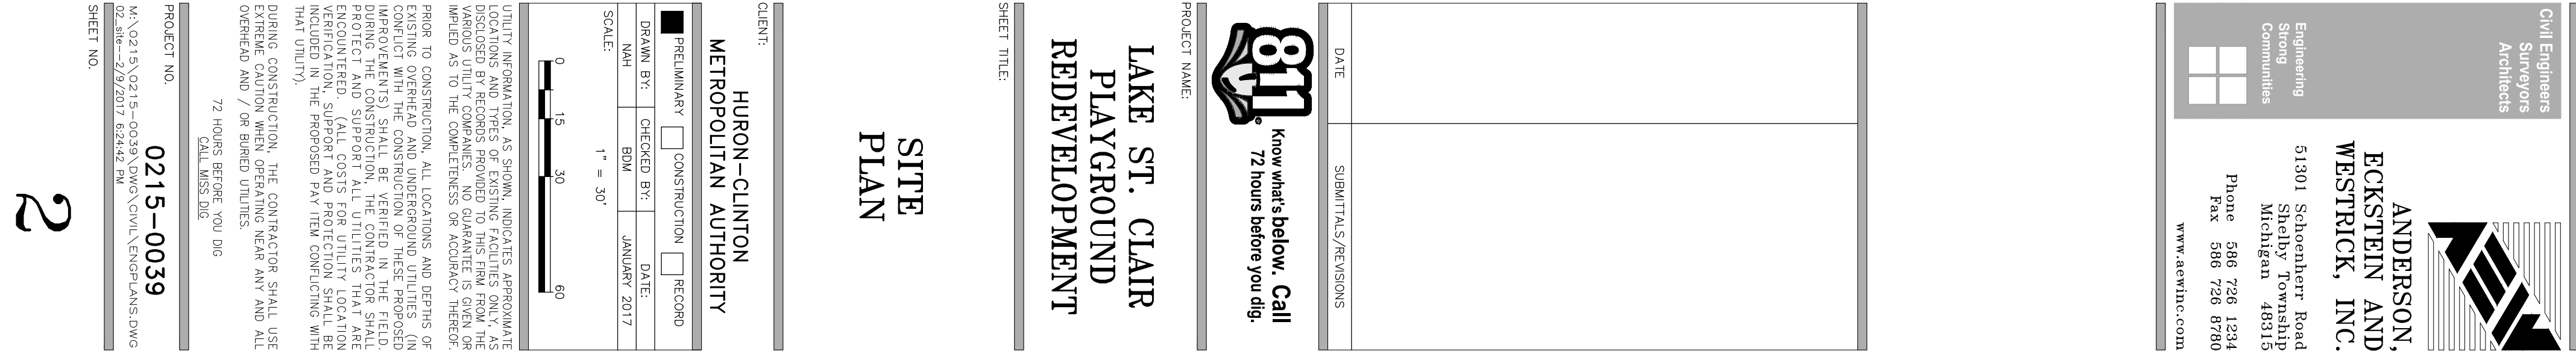 Civil Engineers
Surveyors
Architects
Engineering
Strong
Communities
AEW
ANDERSON,
ECKSTEIN AND
WESTRICK, INC.
51301 Schoenherr Road
Shelby Township
Michigan 48315
Phone 586 726 1234
Fax 586 726 8780
www.aewinc.com
DATE
SUBMITTALS/REVISIONS
811
®
Know what's below. Call
72 hours before you dig.
PROJECT NAME:
LAKE ST. CLAIR
PLAYGROUND
REDEVELOPMENT
SHEET TITLE:
SITE
PLAN
CLIENT:
HURON-CLINTON
METROPOLITAN AUTHORITY
PRELIMINARY CONSTRUCTION RECORD
DRAWN BY: CHECKED BY: DATE:
NAH BDM JANUARY 2017
SCALE:
1" = 30'
0 15 30 60
UTILITY INFORMATION, AS SHOWN, INDICATES APPROXIMATE
LOCATIONS AND TYPES OF EXISTING FACILITIES ONLY, AS
DISCLOSED BY RECORDS PROVIDED TO THIS FIRM FROM THE
VARIOUS UTILITY COMPANIES. NO GUARANTEE IS GIVEN OR
IMPLIED AS TO THE COMPLETENESS OR ACCURACY THEREOF.
PRIOR TO CONSTRUCTION, ALL LOCATIONS AND DEPTHS OF
EXISTING OVERHEAD AND UNDERGROUND UTILITIES (IN
CONFLICT WITH THE CONSTRUCTION OF THESE PROPOSED
IMPROVEMENTS) SHALL BE VERIFIED IN THE FIELD.
DURING THE CONSTRUCTION, THE CONTRACTOR SHALL
PROTECT AND SUPPORT ALL UTILITIES THAT ARE
ENCOUNTERED. (ALL COSTS FOR UTILITY LOCATION
VERIFICATION, SUPPORT AND PROTECTION SHALL BE
INCLUDED IN THE PROPOSED PAY ITEM CONFLICTING WITH
THAT UTILITY).
DURING CONSTRUCTION, THE CONTRACTOR SHALL USE
EXTREME CAUTION WHEN OPERATING NEAR ANY AND ALL
OVERHEAD AND / OR BURIED UTILITIES.
72 HOURS BEFORE YOU DIG
CALL MISS DIG
PROJECT NO.
0215-0039
M:\0215\0215-0039\DWG\CIVIL\ENGPLANS.DWG
02_site--2/9/2017 6:24:42 PM
SHEET NO.
2